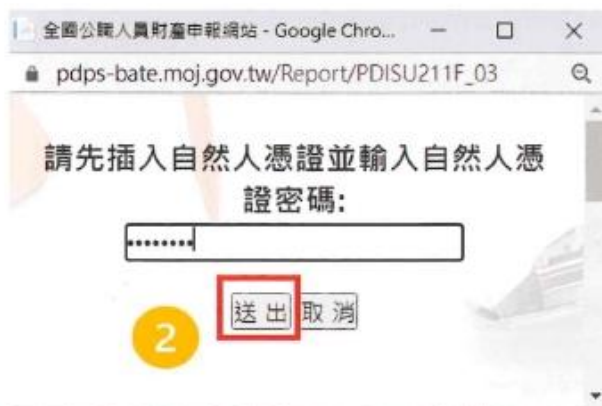 全國公職人員財產申報網站 - Google Chro...
pdps-bate.moj.gov.tw/Report/PDISU211F_03
請先插入自然人憑證並輸入自然人憑
證密碼:
送出 取消
2